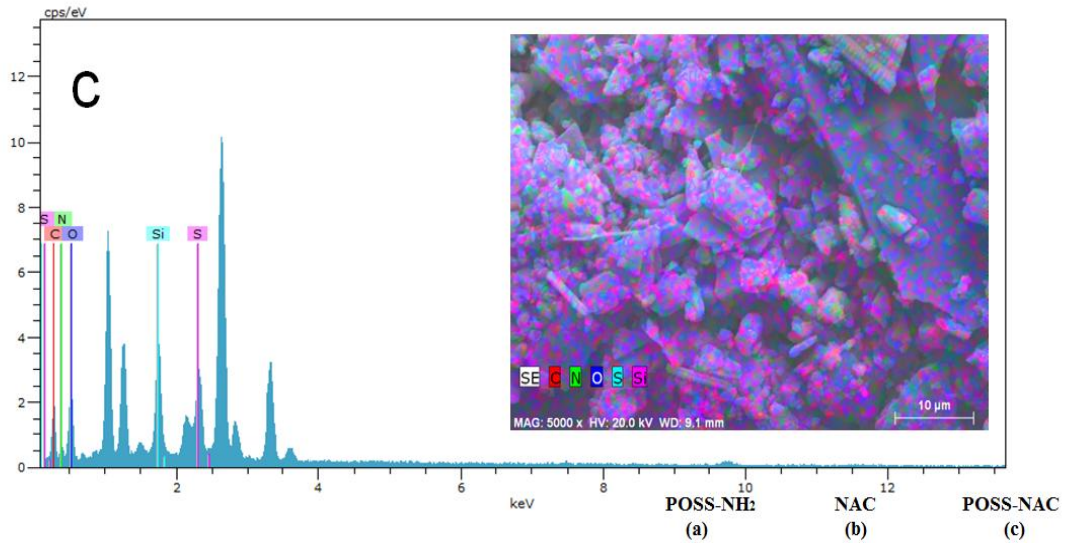 cps/eV
C
12
10
8
6
4
2
0
S N
C O
Si
S
2
4
6
8
10
12
keV
SE C N O S Si
MAG: 5000 x HV: 20.0 kV WD: 9.1 mm
10 µm
POSS-NH₂ NAC POSS-NAC
(a) (b) (c)